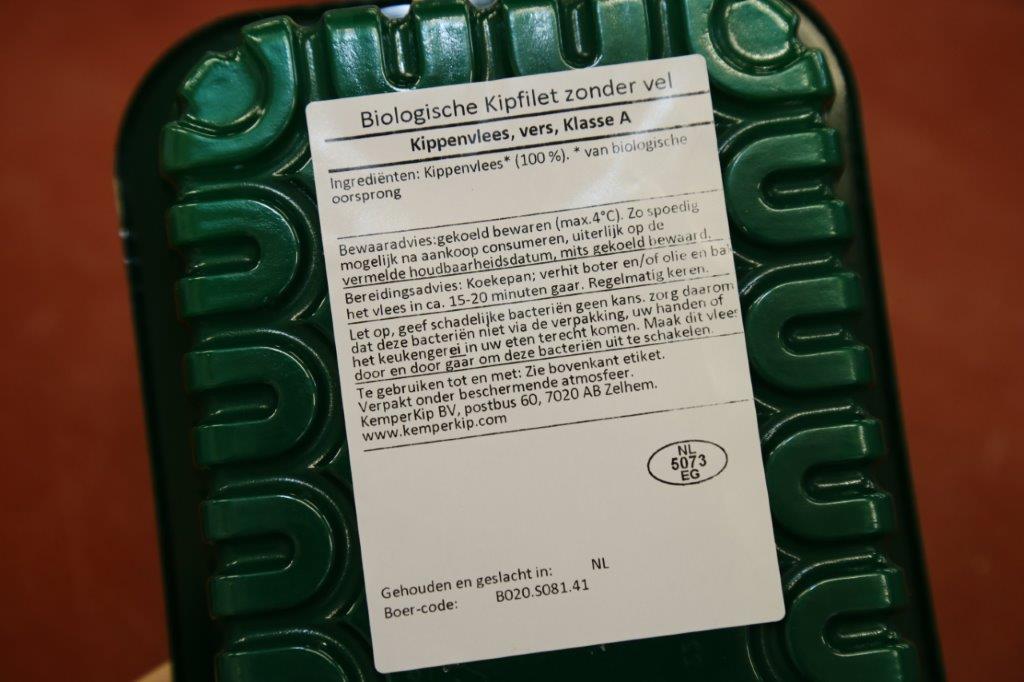 Biologische Kipfilet zonder vel
Kippenvlees, vers, Klasse A
Ingrediënten: Kippenvlees* (100 %). * van biologische
oorsprong
Bewaaradvies:gekoeld bewaren (max.4°C). Zo spoedig
mogelijk na aankoop consumeren, uiterlijk op de
vermelde houdbaarheidsdatum, mits gekoeld bewaard.
Bereidingsadvies: Koekepan; verhit boter en/of olie en
het vlees in ca. 15-20 minuten gaar. Regelmatig keren.
Let op, geef schadelijke bacteriën geen kans. zorg daarom
dat deze bacteriën niet via de verpakking, uw handen of
het keukengerei in uw eten terecht komen. Maak dit vlees
door en door gaar om deze bacteriën uit te schakelen.
Te gebruiken tot en met: Zie bovenkant etiket.
Verpakt onder beschermende atmosfeer.
KemperKip BV, postbus 60, 7020 AB Zelhem.
www.kemperkip.com
NL
5073
EG
Gehouden en geslacht in: NL
Boer-code: B020.S081.41